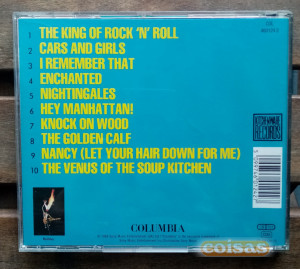 1 THE KING OF ROCK 'N' ROLL
2 CARS AND GIRLS
3 I REMEMBER THAT
4 ENCHANTED
5 NIGHTINGALES
6 HEY MANHATTAN!
7 KNOCK ON WOOD
8 THE GOLDEN CALF
9 NANCY (LET YOUR HAIR DOWN FOR ME)
10 THE VENUS OF THE SOUP KITCHEN
KITCHENWARE
RECORDS
COLUMBIA
coisas